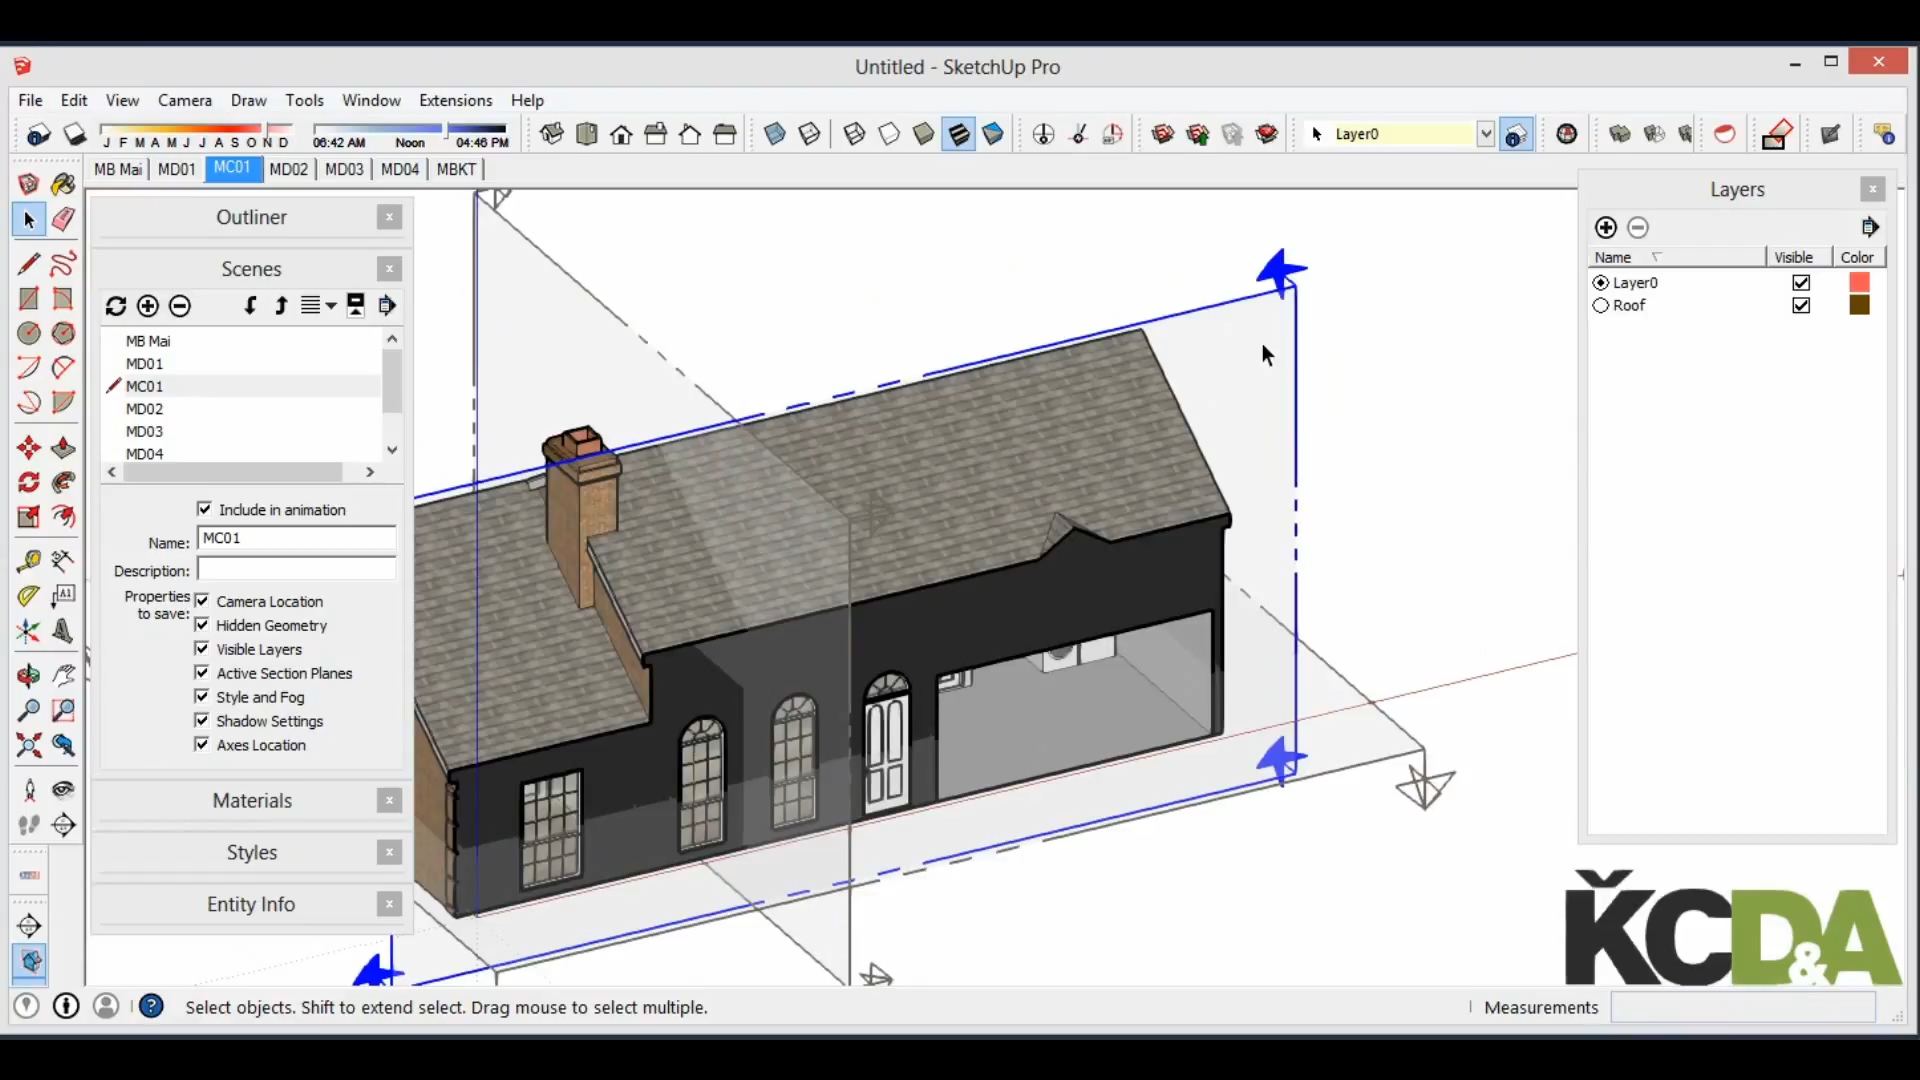 Untitled - SketchUp Pro
File Edit View Camera Draw Tools Window Extensions Help
J F M A M J J A S O N D 06:42 AM Noon 04:46 PM Layer0
MB Mai MD01 MC01 MD02 MD03 MD04 MBKT
Outliner
Scenes
MB Mai
MD01
MC01
MD02
MD03
MD04
Include in animation
Name: MC01
Description:
Properties to save:
Camera Location
Hidden Geometry
Visible Layers
Active Section Planes
Style and Fog
Shadow Settings
Axes Location
Materials
Styles
Entity Info
Layers
Name Visible Color
Layer0
Roof
ǨCD&A
Select objects. Shift to extend select. Drag mouse to select multiple.
Measurements